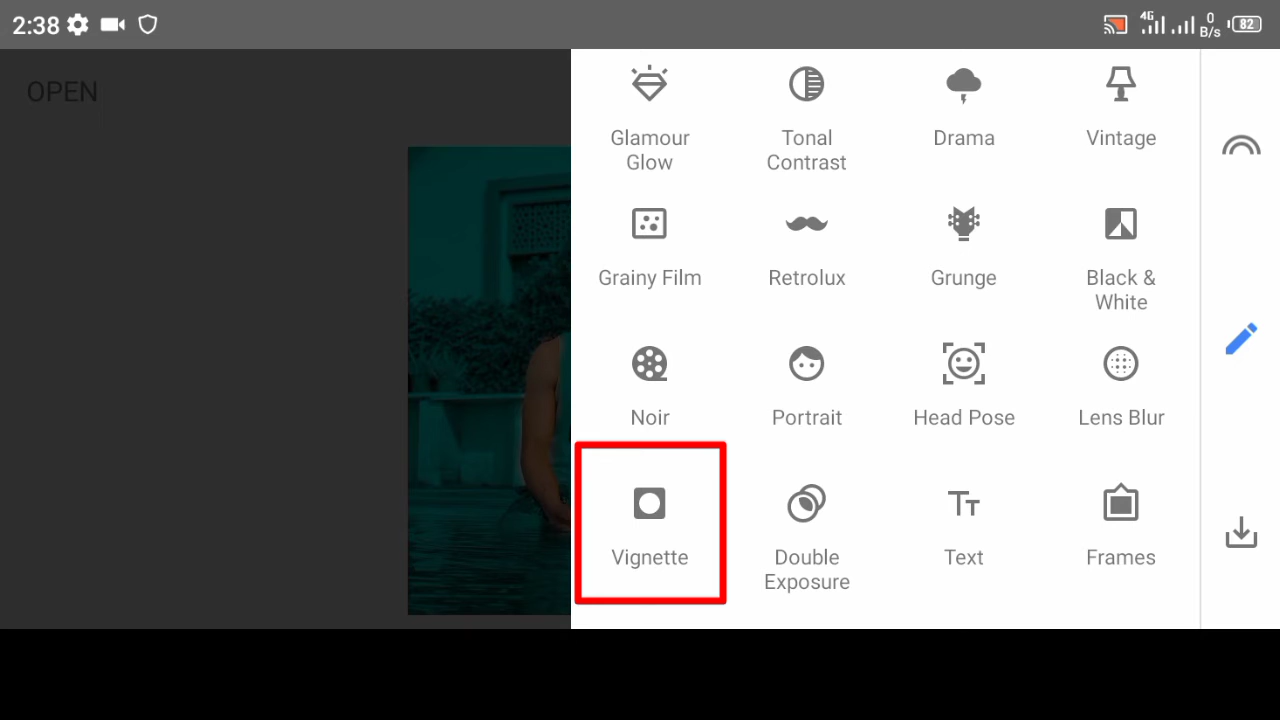 2:38
4G
0
B/s
82
OPEN
Glamour
Glow
Tonal
Contrast
Drama
Vintage
Grainy Film
Retrolux
Grunge
Black &
White
Noir
Portrait
Head Pose
Lens Blur
Vignette
Double
Exposure
Text
Frames